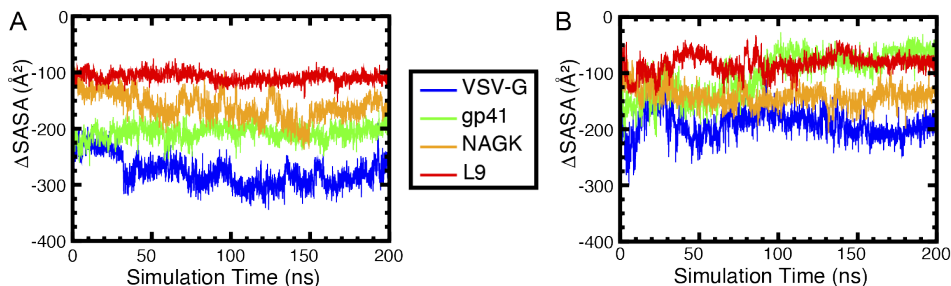 A
ΔSASA (Å²)
0
-100
-200
-300
-400
0 50 100 150 200
Simulation Time (ns)
VSV-G
gp41
NAGK
L9
B
ΔSASA (Å²)
0
-100
-200
-300
-400
0 50 100 150 200
Simulation Time (ns)